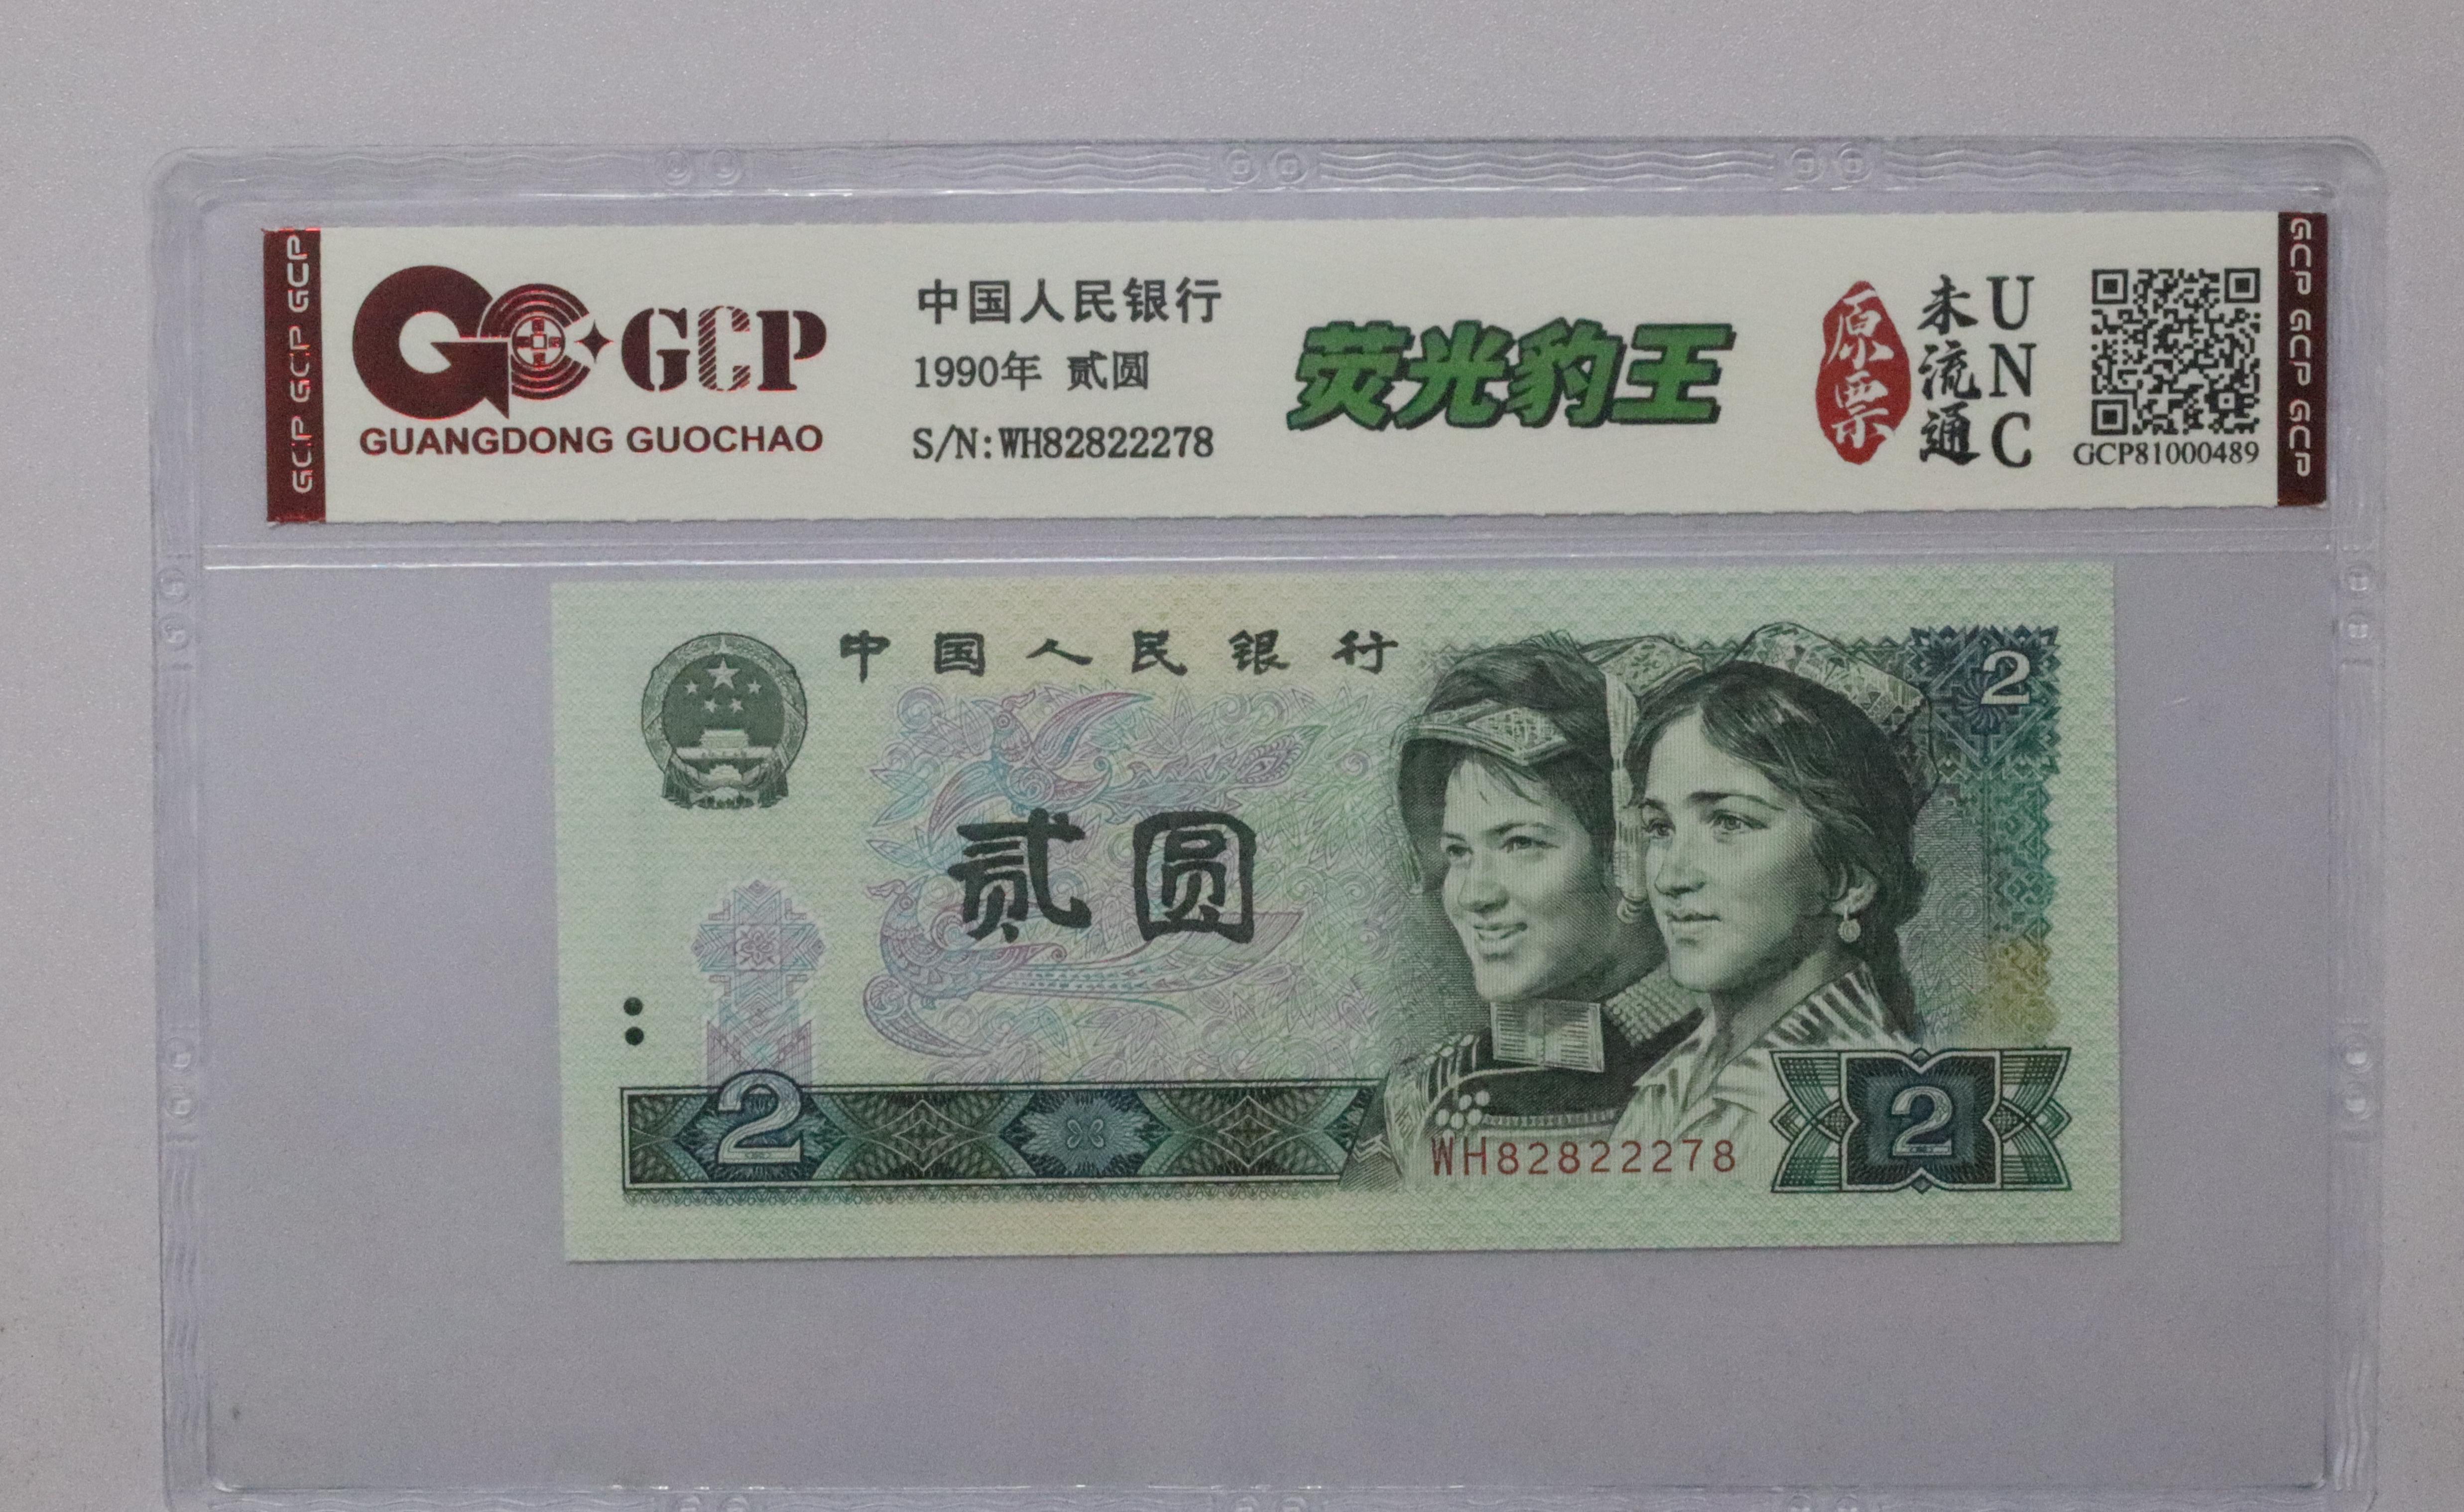 GCP GCP GCP
GCP
GUANGDONG GUOCHAO
中国人民银行
1990年 贰圆
S/N:WH82822278
荧光豹王
原票
未流通
UNC
GCP81000489
GCP GCP GCP
中国人民银行
2
贰圆
2
WH82822278
2